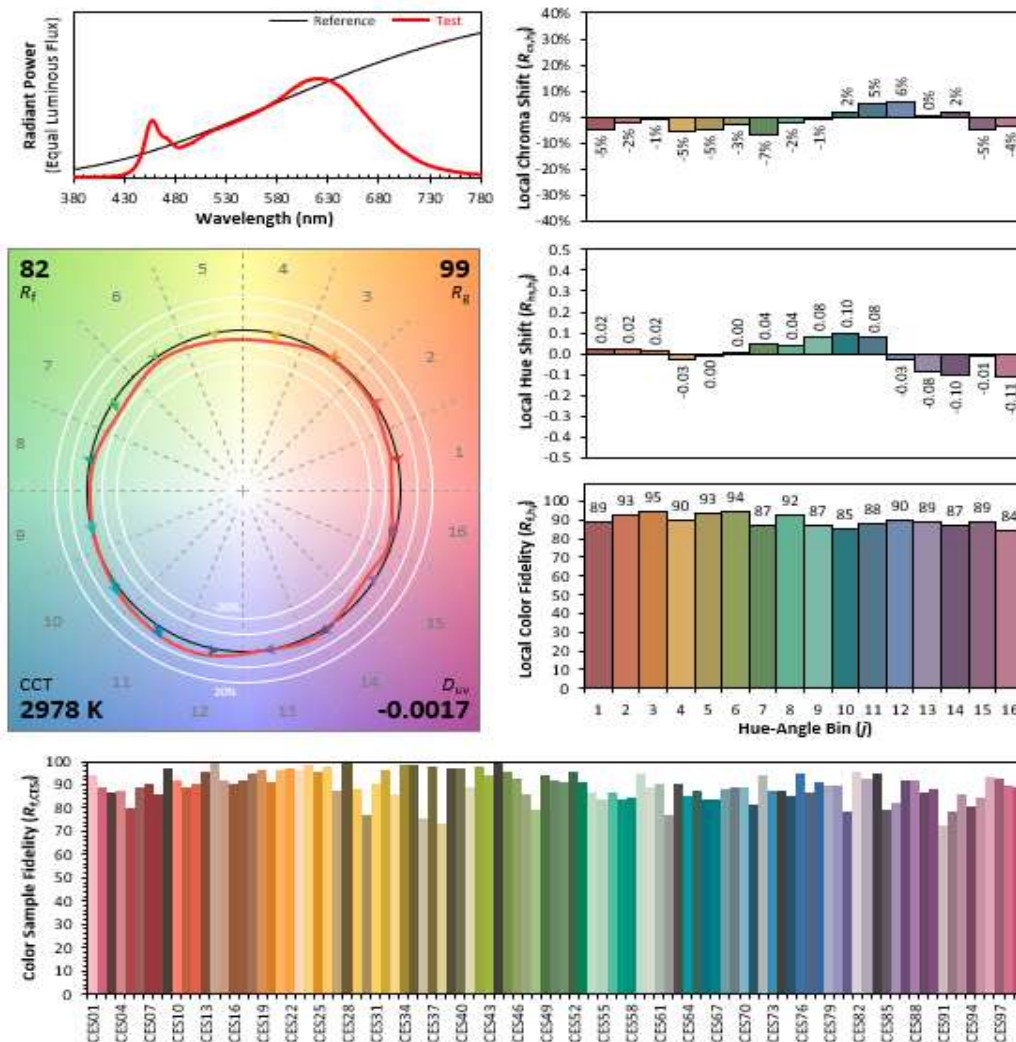 Radiant Power
(Equal Luminous Flux)
Reference
Test
380 430 480 530 580 630 680 730 780
Wavelength (nm)
Local Chroma Shift (Rcs,hj)
40%
30%
20%
10%
0%
-10%
-20%
-30%
-40%
-5% -2% -1% -5% -5% -3% -7% -2% -1% 2% 5% 6% 0% 2% -5% -4%
82
Rf
99
Rg
CCT
2978 K
Duv
-0.0017
1 2 3 4 5 6 7 8 9 10 11 12 13 14 15 16
-20%
20%
Local Hue Shift (Rhs,hj)
0.5
0.4
0.3
0.2
0.1
0.0
-0.1
-0.2
-0.3
-0.4
-0.5
0.02 0.02 0.02 -0.03 0.00 0.00 0.04 0.04 0.08 0.10 0.08 -0.03 -0.08 -0.10 -0.01 -0.11
Local Color Fidelity (Rf,hj)
100
90
80
70
60
50
40
30
20
10
0
89 93 95 90 93 94 87 92 87 85 88 90 89 87 89 84
1 2 3 4 5 6 7 8 9 10 11 12 13 14 15 16
Hue-Angle Bin (j)
Color Sample Fidelity (Rf,CESi)
100
90
80
70
60
50
40
30
20
10
0
CES01 CES04 CES07 CES10 CES13 CES16 CES19 CES22 CES25 CES28 CES31 CES34 CES37 CES40 CES43 CES46 CES49 CES52 CES55 CES58 CES61 CES64 CES67 CES70 CES73 CES76 CES79 CES82 CES85 CES88 CES91 CES94 CES97